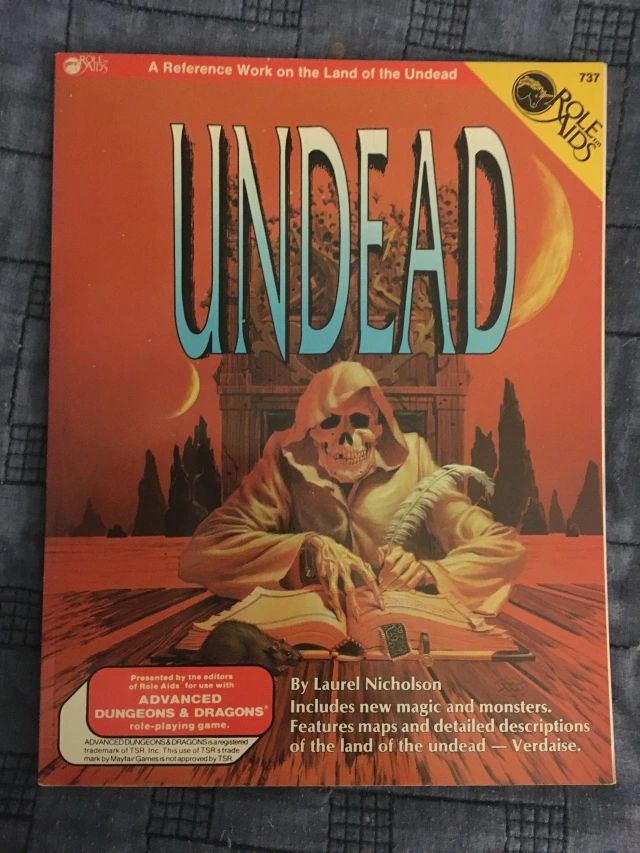 ROLE AIDS
A Reference Work on the Land of the Undead
737
ROLE
AIDS™
UNDEAD
Presented by the editors
of Role Aids™ for use with
ADVANCED
DUNGEONS & DRAGONS®
role-playing game.
ADVANCED DUNGEONS & DRAGONS is a registered
trademark of TSR, Inc. This use of TSR's trade
mark by Mayfair Games is not approved by TSR
By Laurel Nicholson
Includes new magic and monsters.
Features maps and detailed descriptions
of the land of the undead — Verdaise.